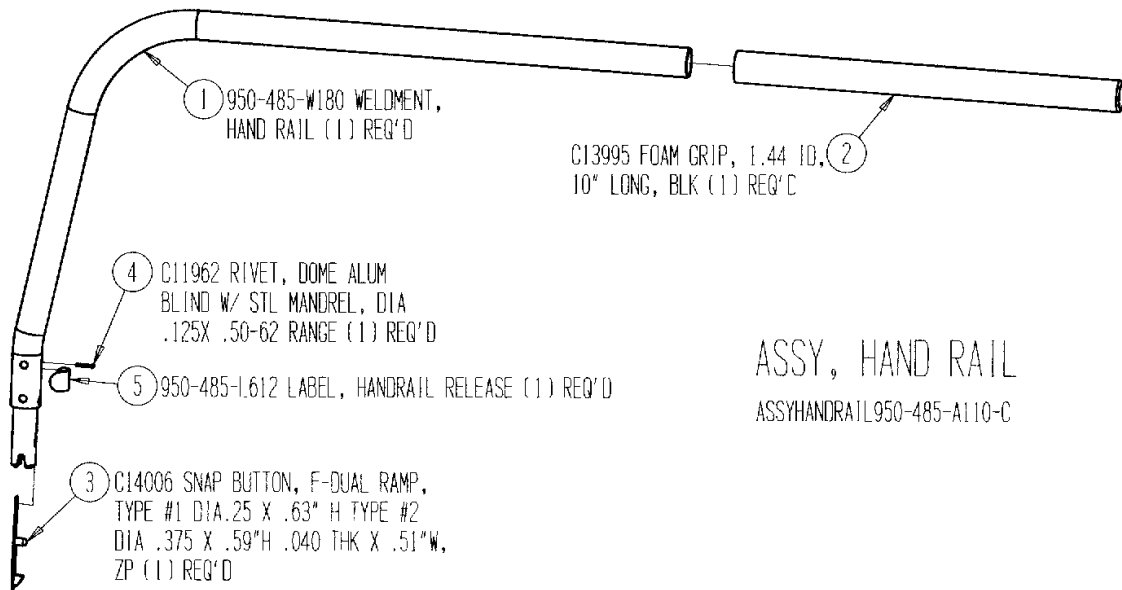 1 950-485-W180 WELDMENT,
HAND RAIL (1) REQ'D
C13995 FOAM GRIP, 1.44 ID, 2
10" LONG, BLK (1) REQ'D
4 C11962 RIVET, DOME ALUM
BLIND W/ STL MANDREL, DIA
.125X .50-62 RANGE (1) REQ'D
5 950-485-L612 LABEL, HANDRAIL RELEASE (1) REQ'D
ASSY, HAND RAIL
ASSYHANDRAIL950-485-A110-C
3 C14006 SNAP BUTTON, F-DUAL RAMP,
TYPE #1 DIA.25 X .63" H TYPE #2
DIA .375 X .59"H .040 THK X .51"W,
ZP (1) REQ'D